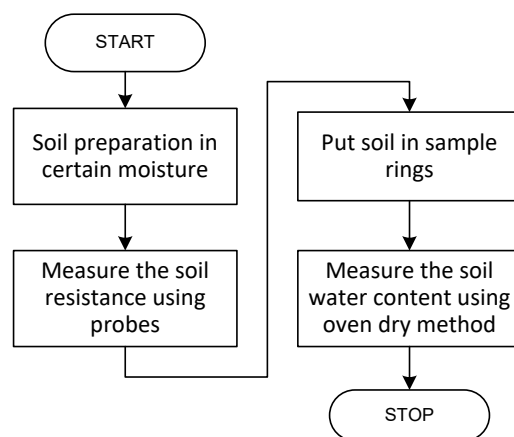 START
Soil preparation in
certain moisture
Measure the soil
resistance using
probes
Put soil in sample
rings
Measure the soil
water content using
oven dry method
STOP